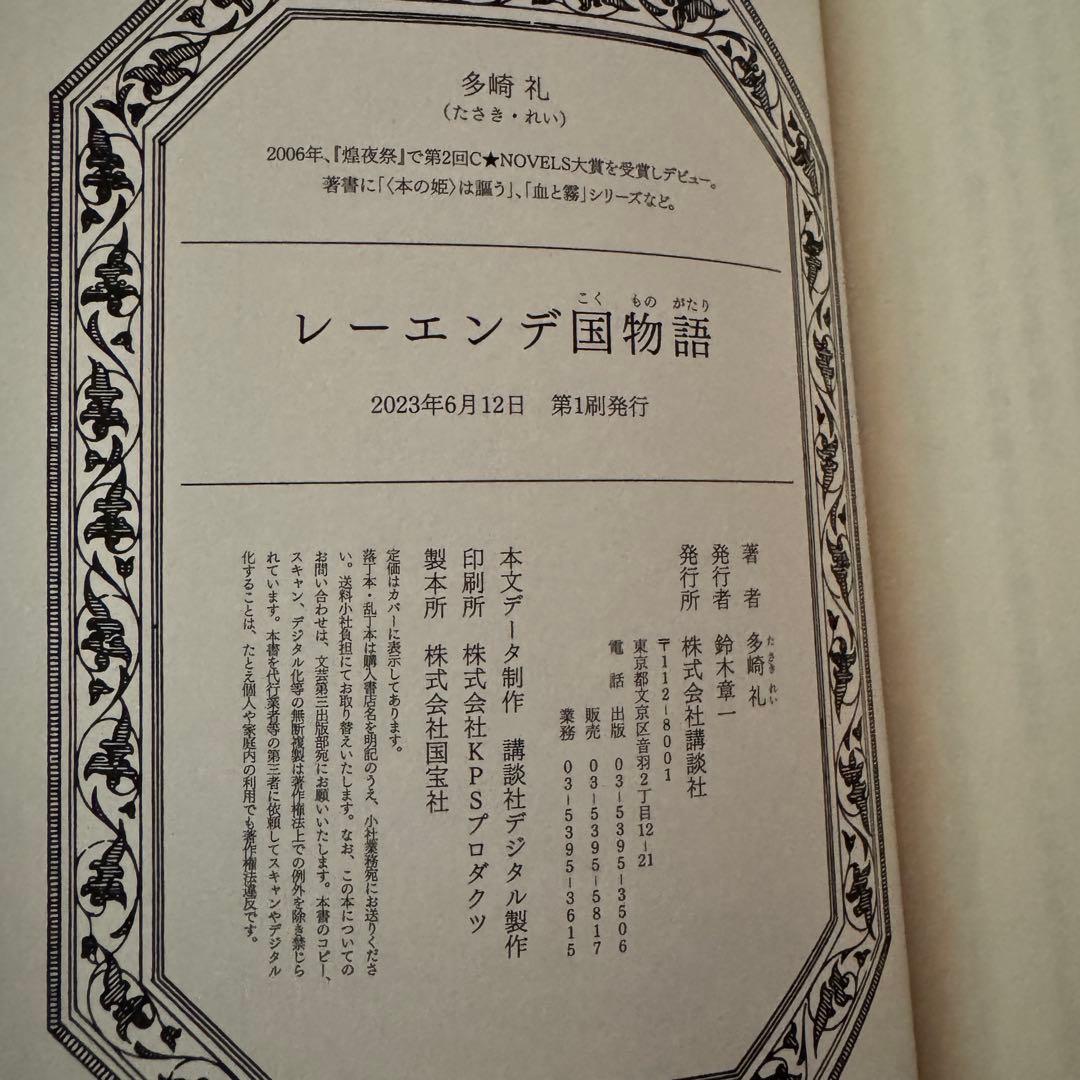 多崎 礼
(たさき・れい)
2006年、『煌夜祭』で第2回C★NOVELS大賞を受賞しデビュー。
著書に「〈本の姫〉は謳う」、「血と霧」シリーズなど。
レーエンデ国物語
こく もの がたり
2023年6月12日 第1刷発行
著 者 多崎 礼
たさき れい
発行者 鈴木章一
発行所 株式会社講談社
〒112-8001
東京都文京区音羽2丁目12-21
電 話 出版 03-5395-3506
販売 03-5395-5817
業務 03-5395-3615
本文データ制作 講談社デジタル製作
印刷所 株式会社KPSプロダクツ
製本所 株式会社国宝社
定価はカバーに表示してあります。
落丁本・乱丁本は購入書店名を明記のうえ、小社業務宛にお送りくださ
い。送料小社負担にてお取り替えいたします。なお、この本についての
お問い合わせは、文芸第三出版部宛にお願いいたします。本書のコピー、
スキャン、デジタル化等の無断複製は著作権法上での例外を除き禁じら
れています。本書を代行業者等の第三者に依頼してスキャンやデジタル
化することは、たとえ個人や家庭内の利用でも著作権法違反です。